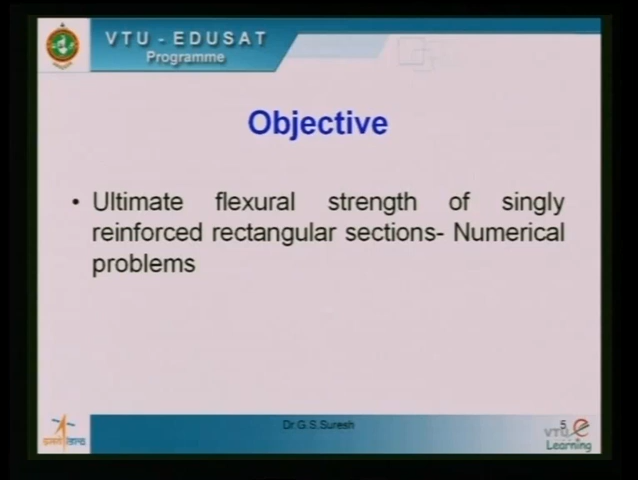 VTU - EDUSAT
Programme
Objective
• Ultimate flexural strength of singly
reinforced rectangular sections- Numerical
problems
Dr.G.S.Suresh
5
VTU e
Learning